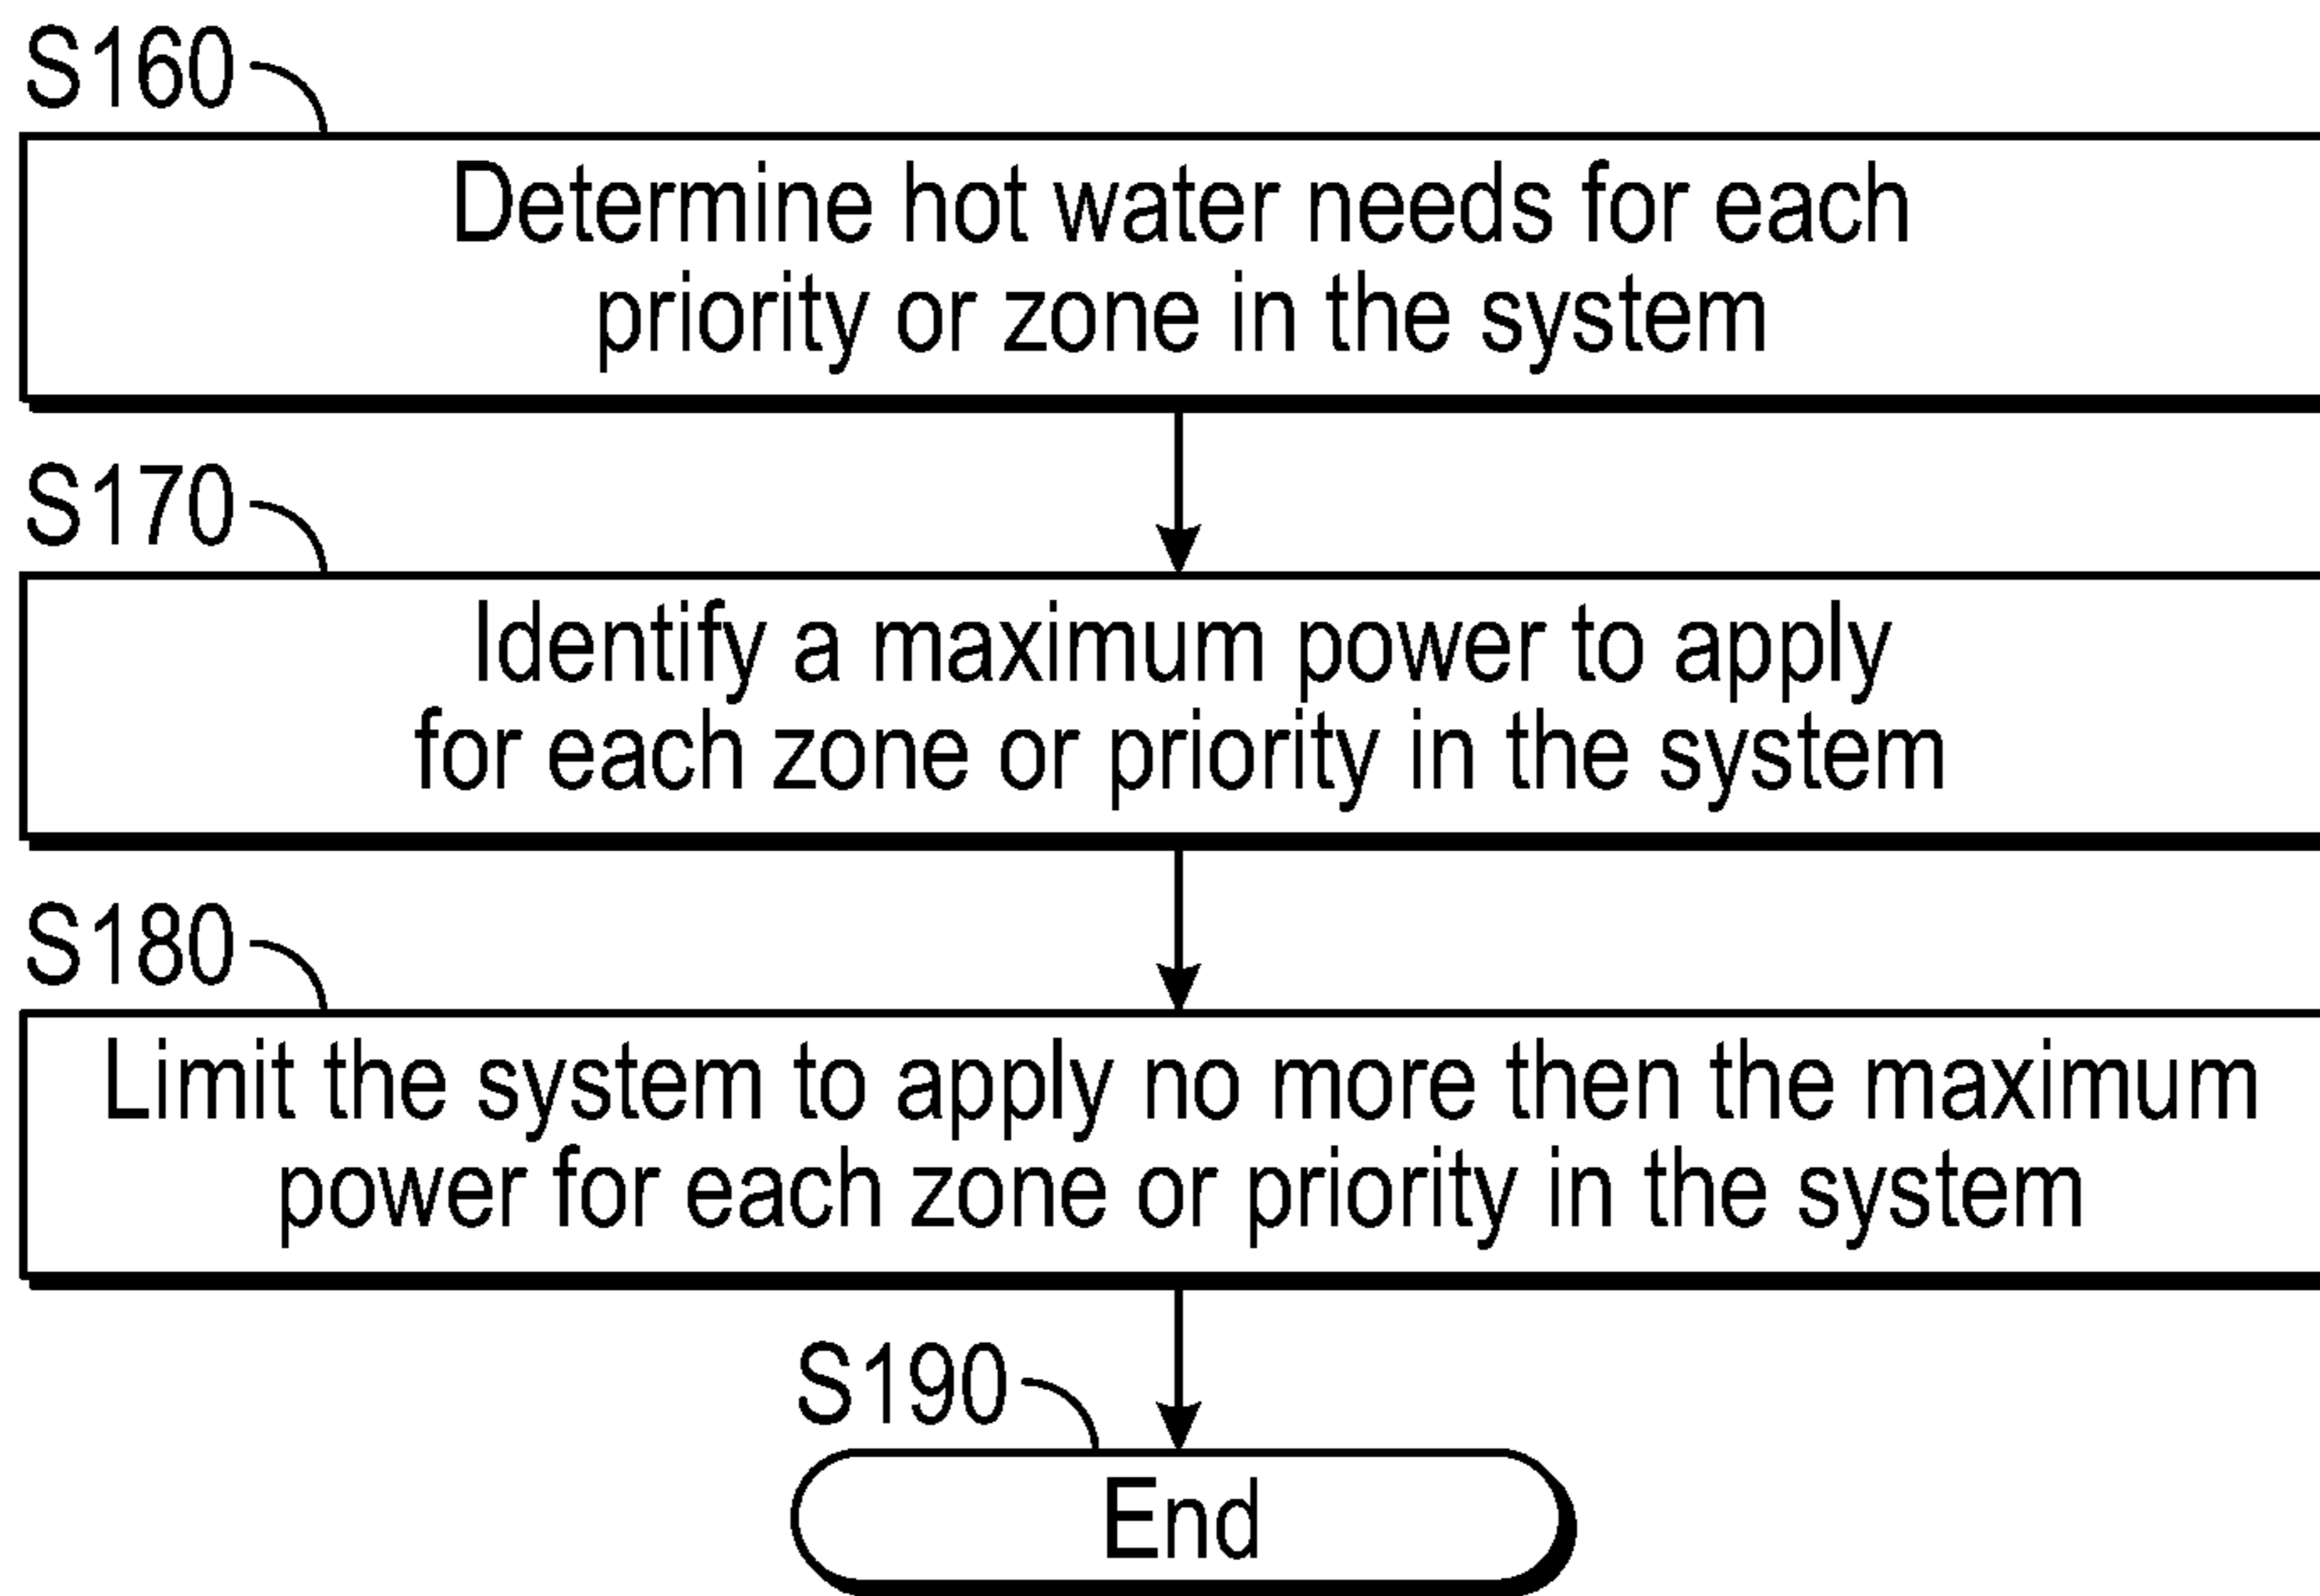 S160
Determine hot water needs for each
priority or zone in the system
S170
Identify a maximum power to apply
for each zone or priority in the system
S180
Limit the system to apply no more then the maximum
power for each zone or priority in the system
S190
End